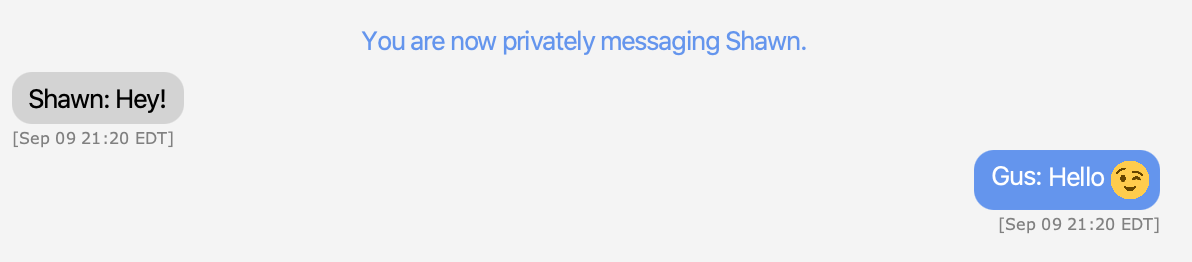 You are now privately messaging Shawn.
Shawn: Hey!
[Sep 09 21:20 EDT]
Gus: Hello 😉
[Sep 09 21:20 EDT]